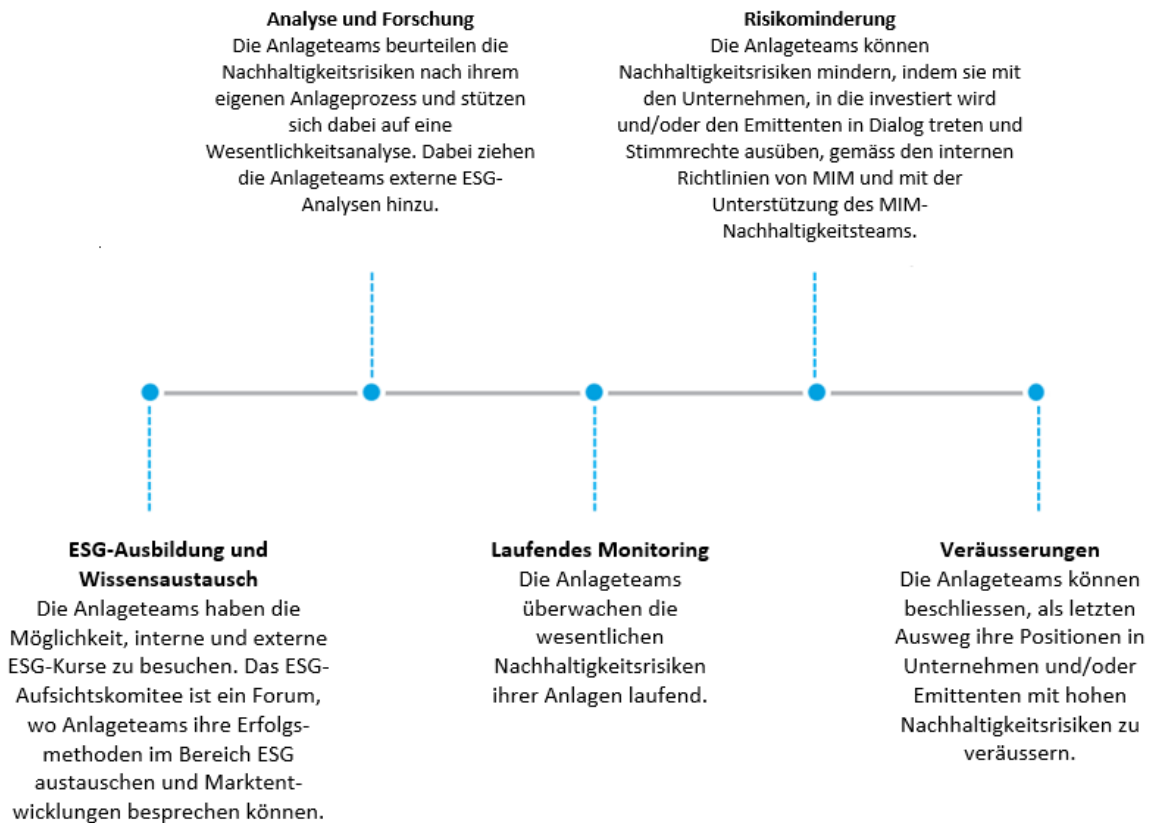 Analyse und Forschung
Die Anlageteams beurteilen die
Nachhaltigkeitsrisiken nach ihrem
eigenen Anlageprozess und stützen
sich dabei auf eine
Wesentlichkeitsanalyse. Dabei ziehen
die Anlageteams externe ESG-
Analysen hinzu.
Risikominderung
Die Anlageteams können
Nachhaltigkeitsrisiken mindern, indem sie mit
den Unternehmen, in die investiert wird
und/oder den Emittenten in Dialog treten und
Stimmrechte ausüben, gemäss den internen
Richtlinien von MIM und mit der
Unterstützung des MIM-
Nachhaltigkeitsteams.
ESG-Ausbildung und
Wissensaustausch
Die Anlageteams haben die
Möglichkeit, interne und externe
ESG-Kurse zu besuchen. Das ESG-
Aufsichtskomitee ist ein Forum,
wo Anlageteams ihre Erfolgs-
methoden im Bereich ESG
austauschen und Marktent-
wicklungen besprechen können.
Laufendes Monitoring
Die Anlageteams
überwachen die
wesentlichen
Nachhaltigkeitsrisiken
ihrer Anlagen laufend.
Veräusserungen
Die Anlageteams können
beschliessen, als letzten
Ausweg ihre Positionen in
Unternehmen und/oder
Emittenten mit hohen
Nachhaltigkeitsrisiken zu
veräussern.